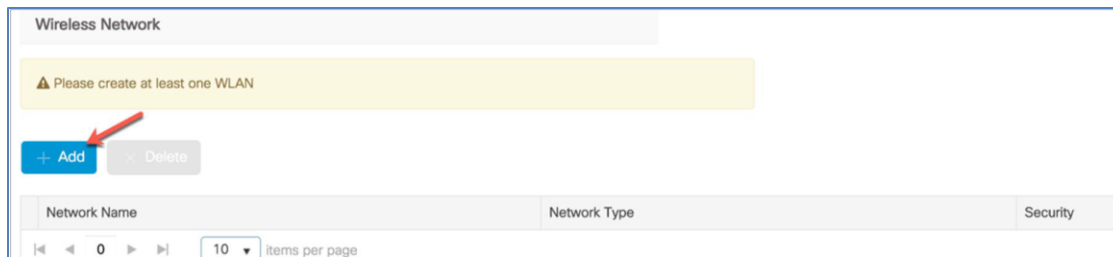 Wireless Network
Please create at least one WLAN
+ Add × Delete
Network Name Network Type Security
0 10 items per page